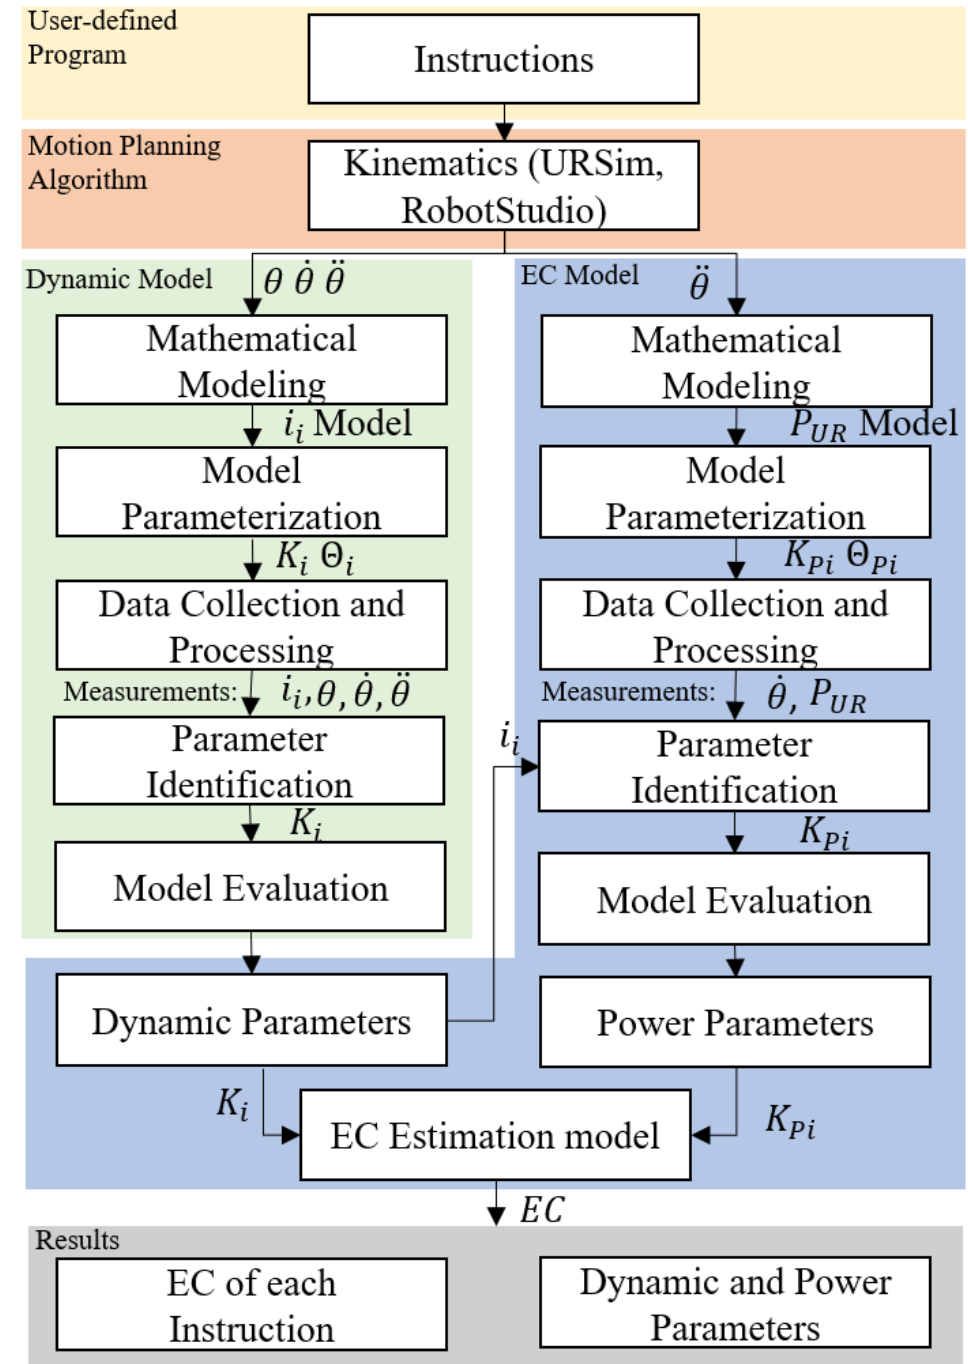 User-defined
Program
Instructions
Motion Planning
Algorithm
Kinematics (URSim,
RobotStudio)
Dynamic Model
θ θ̇ θ̈
Mathematical
Modeling
i_i Model
Model
Parameterization
K_i Θ_i
Data Collection and
Processing
Measurements: i_i, θ, θ̇, θ̈
Parameter
Identification
K_i
Model Evaluation
Dynamic Parameters
K_i
EC Model
θ̈
Mathematical
Modeling
P_UR Model
Model
Parameterization
K_Pi Θ_Pi
Data Collection and
Processing
Measurements: θ̇, P_UR
i_i
Parameter
Identification
K_Pi
Model Evaluation
Power Parameters
K_Pi
EC Estimation model
EC
Results
EC of each
Instruction
Dynamic and Power
Parameters